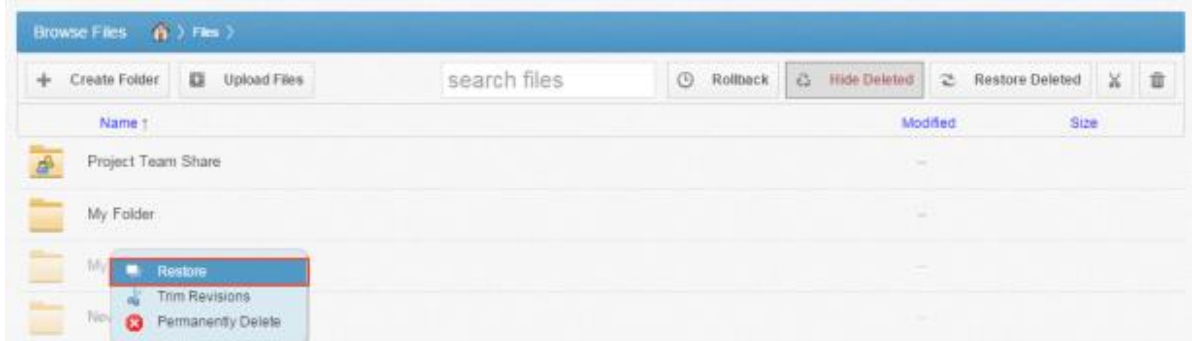 Browse Files 〉 Files 〉
Create Folder Upload Files search files Rollback Hide Deleted Restore Deleted
Name ↑ Modified Size
Project Team Share --
My Folder --
My --
Restore
Trim Revisions
New --
Permanently Delete